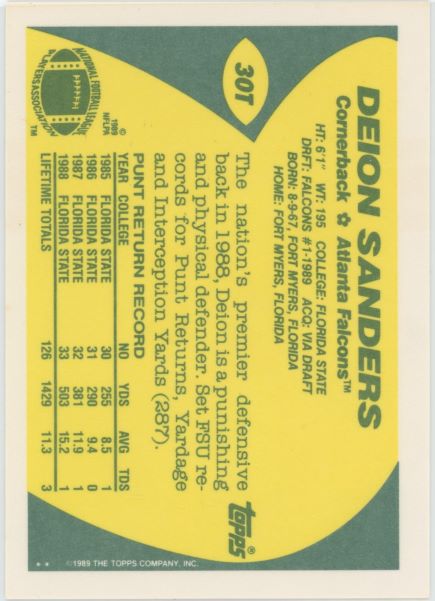 30T
DEION SANDERS
Cornerback ✩ Atlanta Falcons™
HT: 6'1" WT: 195 COLLEGE: FLORIDA STATE
DRFT: FALCONS #1-1989 ACQ: VIA DRAFT
BORN: 8-9-67, FORT MYERS, FLORIDA
HOME: FORT MYERS, FLORIDA
The nation's premier defensive
back in 1988, Deion is a punishing
and physical defender. Set FSU re-
cords for Punt Returns, Yardage
and Interception Yards (287).
topps®
PUNT RETURN RECORD
YEAR COLLEGE NO YDS AVG TDS
1985 FLORIDA STATE 30 255 8.5 1
1986 FLORIDA STATE 31 290 9.4 0
1987 FLORIDA STATE 32 381 11.9 1
1988 FLORIDA STATE 33 503 15.2 1
LIFETIME TOTALS 126 1429 11.3 3
NATIONAL FOOTBALL LEAGUE
PLAYERS ASSOCIATION
™
©
1989
NFLPA
** ©1989 THE TOPPS COMPANY, INC.